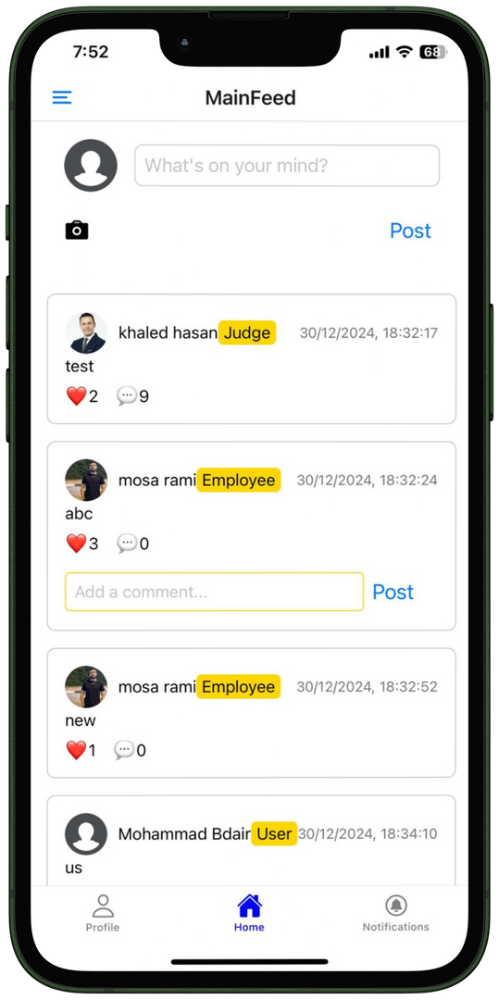 7:52 68
MainFeed
What's on your mind?
Post
khaled hasan Judge 30/12/2024, 18:32:17
test
❤️2 💬9
mosa rami Employee 30/12/2024, 18:32:24
abc
❤️3 💬0
Add a comment... Post
mosa rami Employee 30/12/2024, 18:32:52
new
❤️1 💬0
Mohammad Bdair User 30/12/2024, 18:34:10
us
Profile Home Notifications